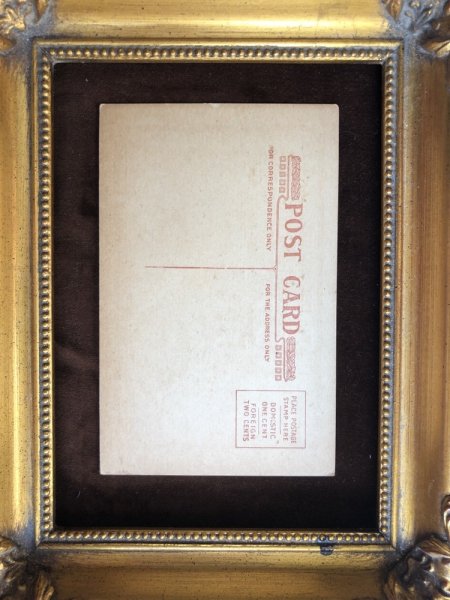 POST CARD
FOR CORRESPONDENCE ONLY
FOR THE ADDRESS ONLY
PLACE POSTAGE
STAMP HERE
DOMESTIC
ONE CENT
FOREIGN
TWO CENTS